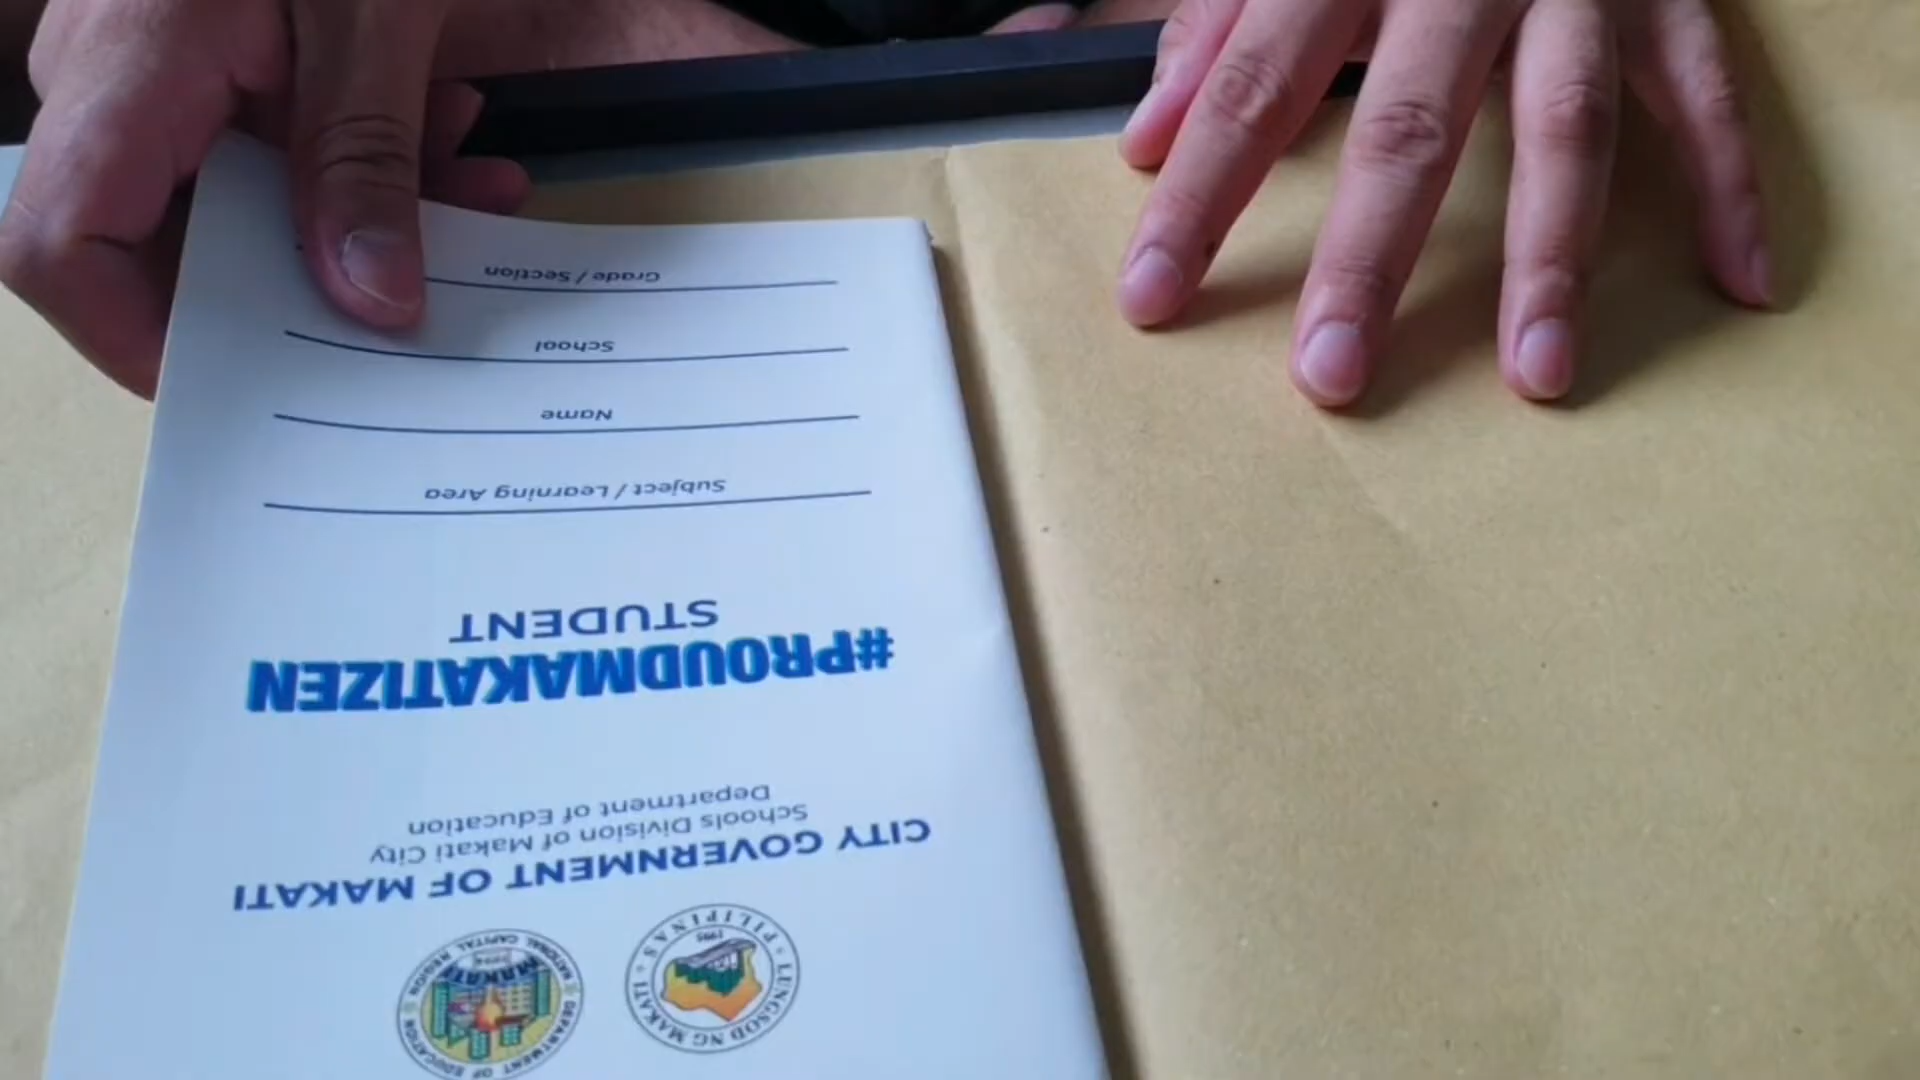 LUNGSOD NG MAKATI • PILIPINAS
1995
DEPARTMENT OF EDUCATION
NATIONAL CAPITAL REGION
MAKATI
CITY GOVERNMENT OF MAKATI
Schools Division of Makati City
Department of Education
#PROUDMAKATIZEN
STUDENT
Subject / Learning Area
Name
School
Grade / Section